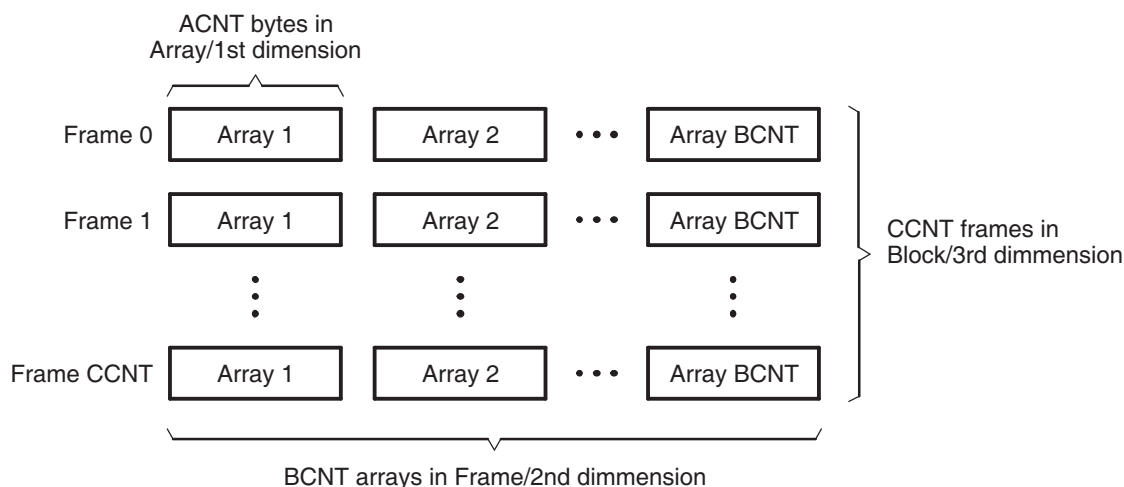 ACNT bytes in
Array/1st dimension
Frame 0 Array 1 Array 2 Array BCNT
Frame 1 Array 1 Array 2 Array BCNT
CCNT frames in
Block/3rd dimmension
Frame CCNT Array 1 Array 2 Array BCNT
BCNT arrays in Frame/2nd dimmension